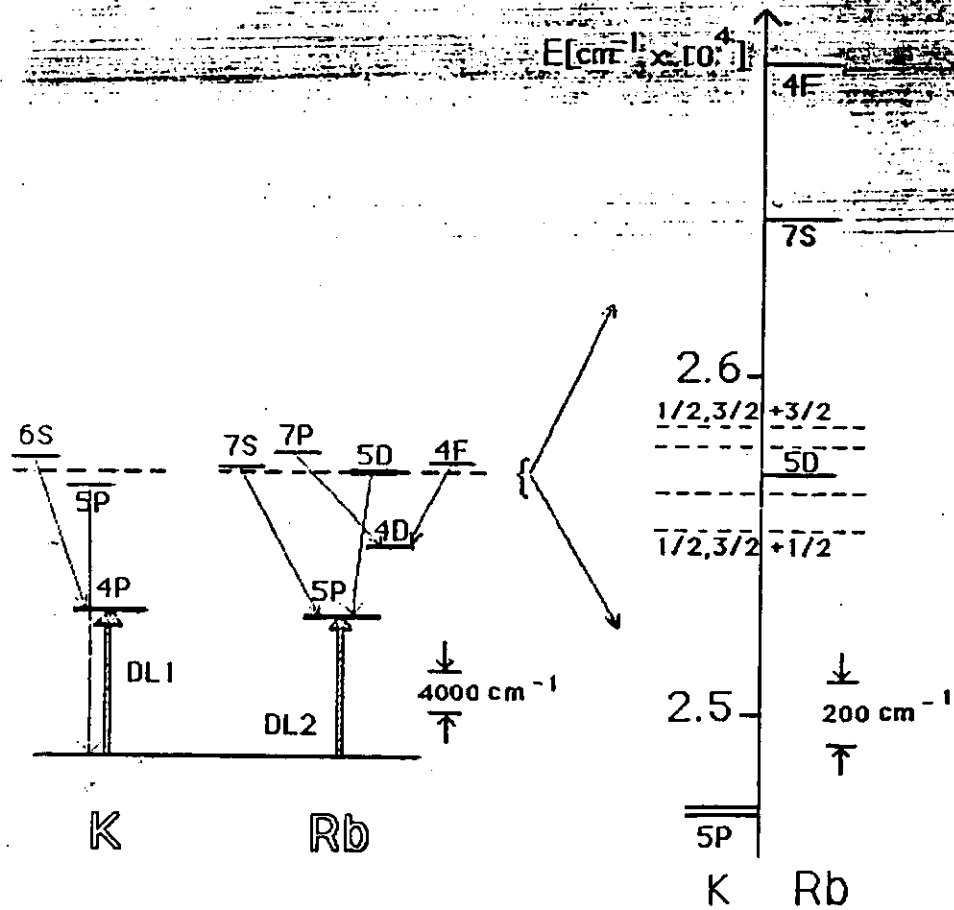 E[cm⁻¹ x 10⁴]
4F
7S
2.6
1/2,3/2 +3/2
5D
1/2,3/2 +1/2
2.5
200 cm⁻¹
5P
K Rb
6S
5P
4P
DL1
K
7S
7P
5D
4F
4D
5P
DL2
4000 cm⁻¹
Rb